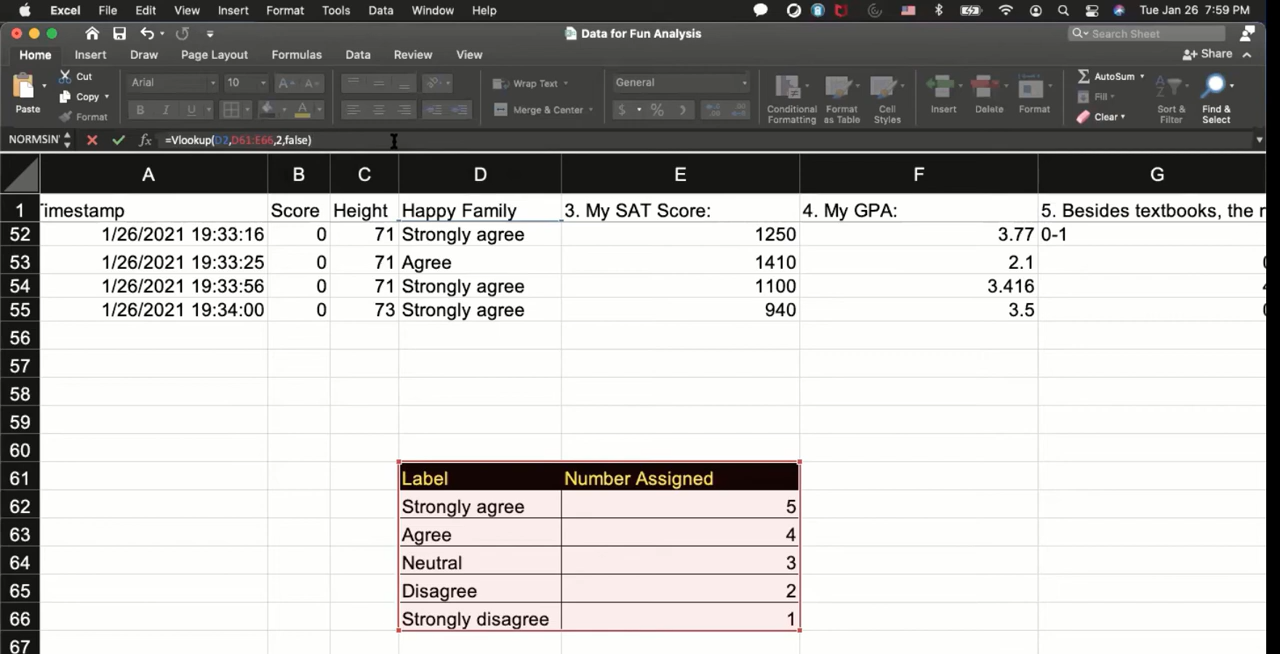 Excel File Edit View Insert Format Tools Data Window Help Tue Jan 26 7:59 PM
Data for Fun Analysis Search Sheet
Home Insert Draw Page Layout Formulas Data Review View Share
Paste Cut Copy Format
Arial 10
B I U A
Wrap Text
Merge & Center
General
$ % )
Conditional Formatting
Format as Table
Cell Styles
Insert Delete Format
AutoSum
Fill
Clear
Sort & Filter
Find & Select
NORMSIN fx =Vlookup(D2,D61:E66,2,false)
A B C D E F G
1 Timestamp Score Height Happy Family 3. My SAT Score: 4. My GPA: 5. Besides textbooks, the
52 1/26/2021 19:33:16 0 71 Strongly agree 1250 3.77 0-1
53 1/26/2021 19:33:25 0 71 Agree 1410 2.1
54 1/26/2021 19:33:56 0 71 Strongly agree 1100 3.416
55 1/26/2021 19:34:00 0 73 Strongly agree 940 3.5
56
57
58
59
60
61 Label Number Assigned
62 Strongly agree 5
63 Agree 4
64 Neutral 3
65 Disagree 2
66 Strongly disagree 1
67